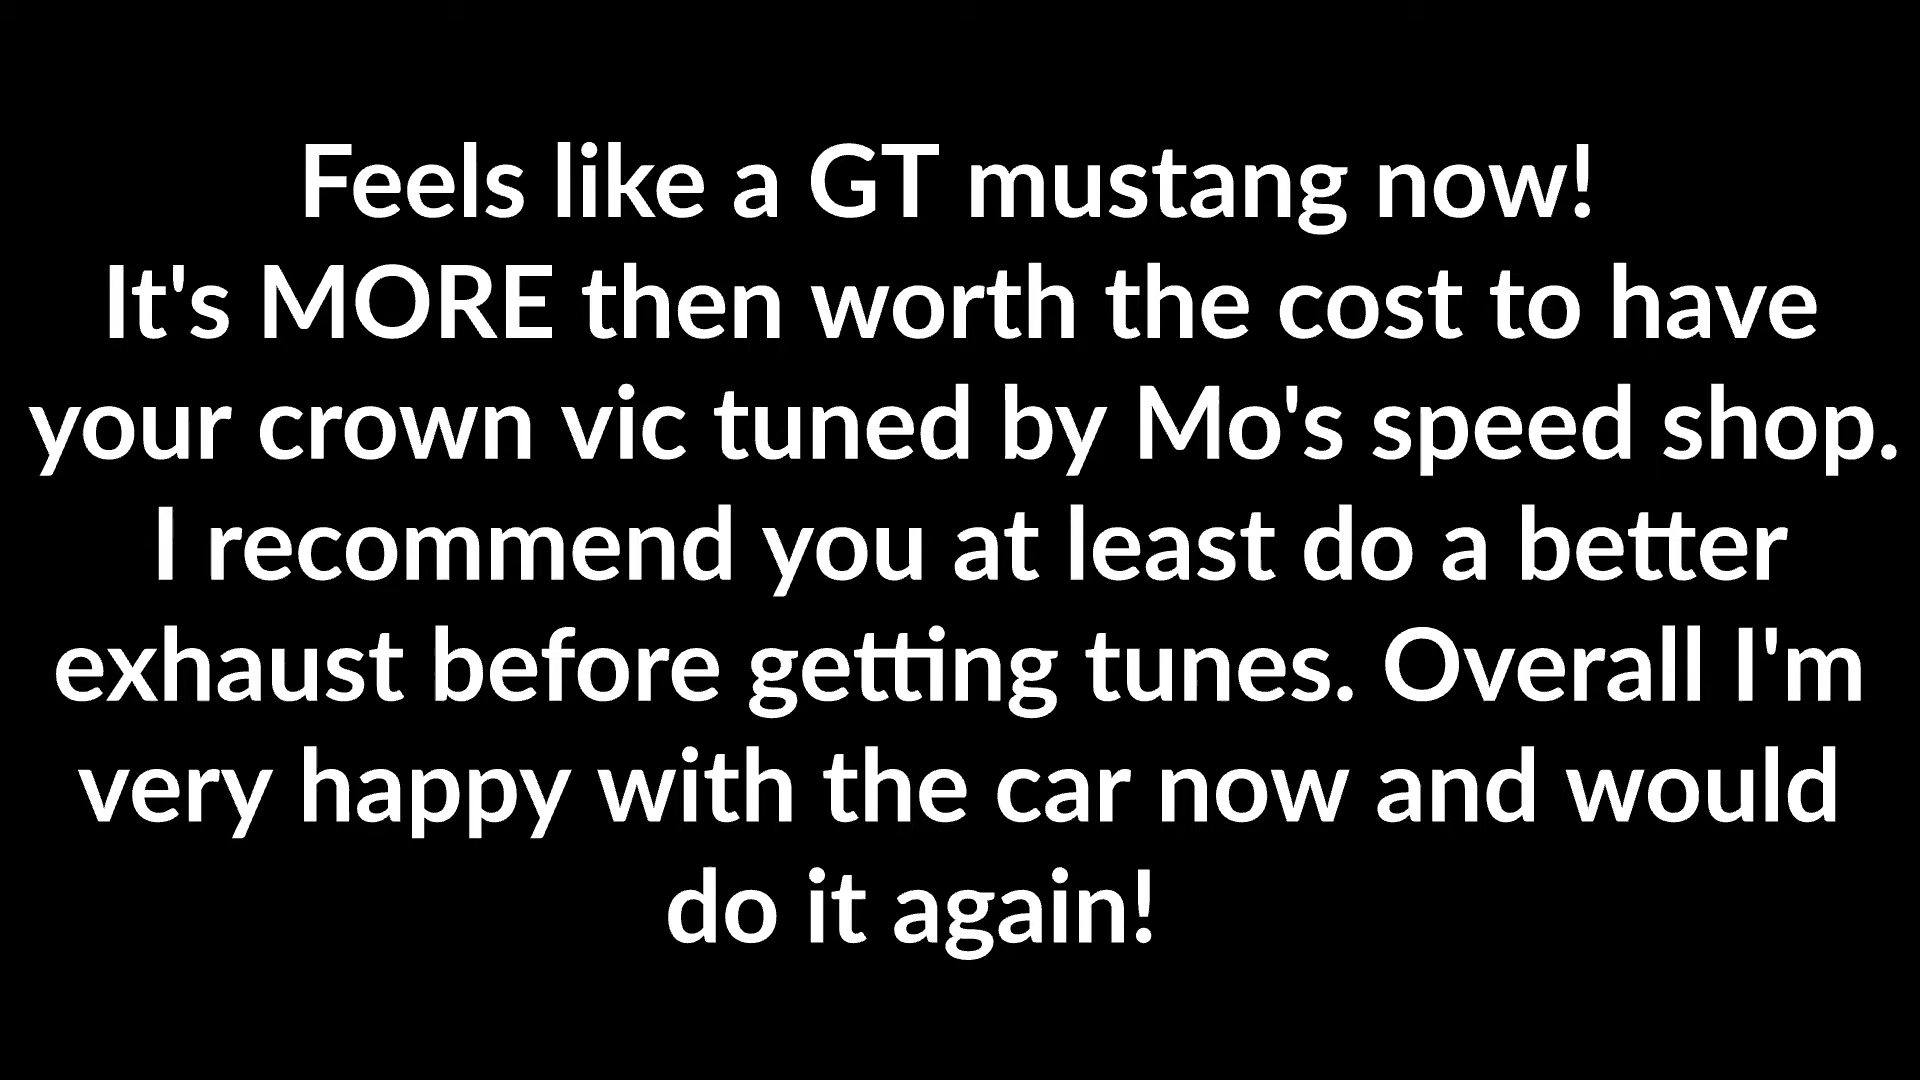 Feels like a GT mustang now!
It's MORE then worth the cost to have
your crown vic tuned by Mo's speed shop.
I recommend you at least do a better
exhaust before getting tunes. Overall I'm
very happy with the car now and would
do it again!